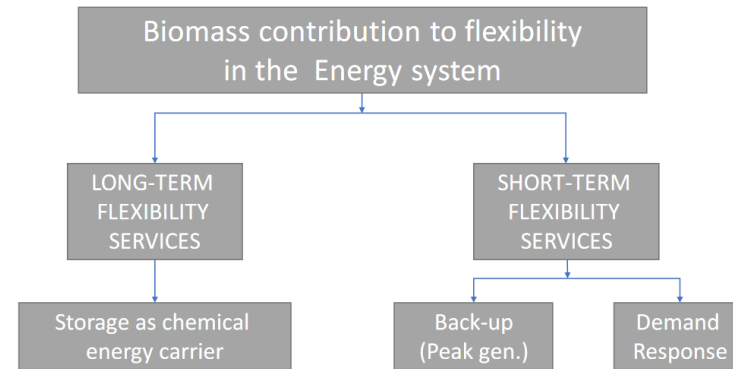 Biomass contribution to flexibility
in the Energy system
LONG-TERM
FLEXIBILITY
SERVICES
SHORT-TERM
FLEXIBILITY
SERVICES
Storage as chemical
energy carrier
Back-up
(Peak gen.)
Demand
Response